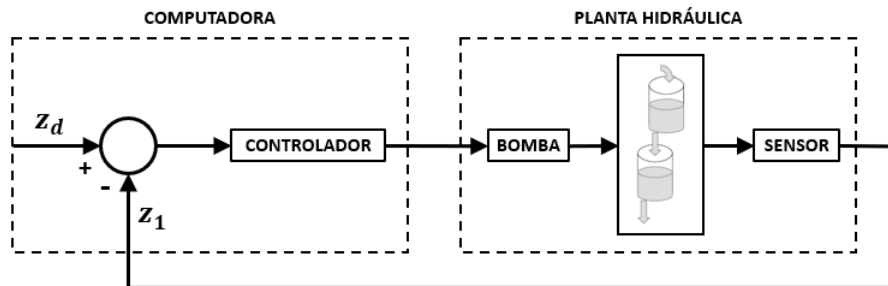 COMPUTADORA
PLANTA HIDRÁULICA
z_d
+
-
CONTROLADOR
BOMBA
SENSOR
z_1